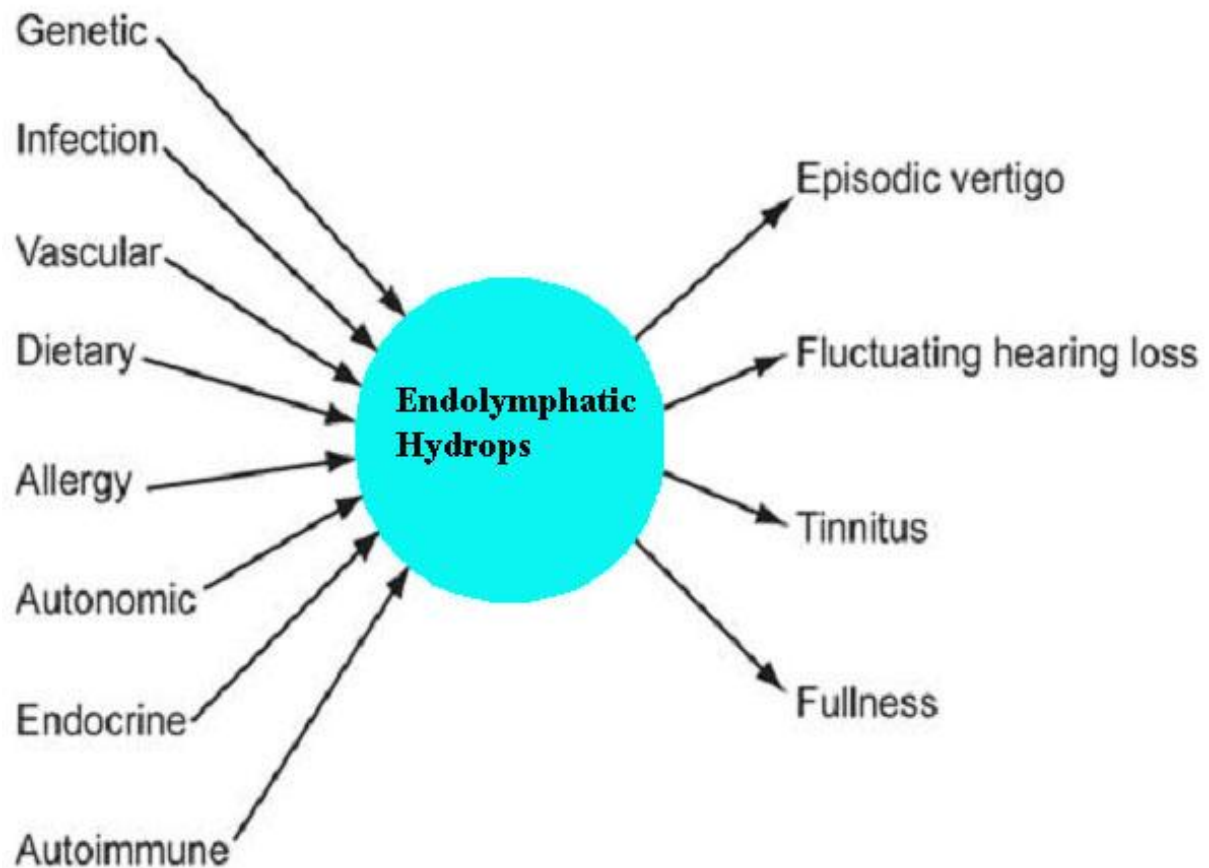 Genetic
Infection
Vascular
Dietary
Allergy
Autonomic
Endocrine
Autoimmune
Endolymphatic
Hydrops
Episodic vertigo
Fluctuating hearing loss
Tinnitus
Fullness